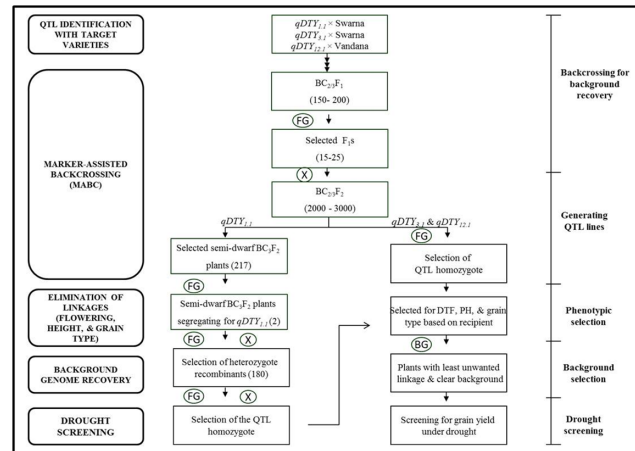 QTL IDENTIFICATION
WITH TARGET
VARIETIES
MARKER-ASSISTED
BACKCROSSING
(MABC)
ELIMINATION OF
LINKAGES
(FLOWERING,
HEIGHT, & GRAIN
TYPE)
BACKGROUND
GENOME RECOVERY
DROUGHT
SCREENING
qDTY1.1 × Swarna
qDTY3.1 × Swarna
qDTY12.1 × Vandana
BC2/3F1
(150- 200)
FG
Selected F1s
(15-25)
X
BC2/3F2
(2000 - 3000)
qDTY1.1
Selected semi-dwarf BC3F2
plants (217)
FG
Semi-dwarf BC3F2 plants
segregating for qDTY1.1 (2)
FG X
Selection of heterozygote
recombinants (180)
FG X
Selection of the QTL
homozygote
qDTY3.1 & qDTY12.1
FG
Selection of
QTL homozygote
Selected for DTF, PH, & grain
type based on recipient
BG
Plants with least unwanted
linkage & clear background
Screening for grain yield
under drought
Backcrossing for
background
recovery
Generating
QTL lines
Phenotypic
selection
Background
selection
Drought
screening